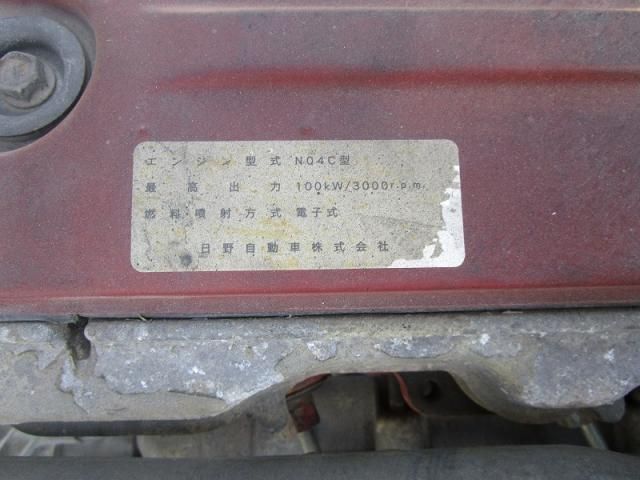 エンジン型式 N04C型
最高出力 100kW/3000r.p.m.
燃料噴射方式 電子式
日野自動車株式会社